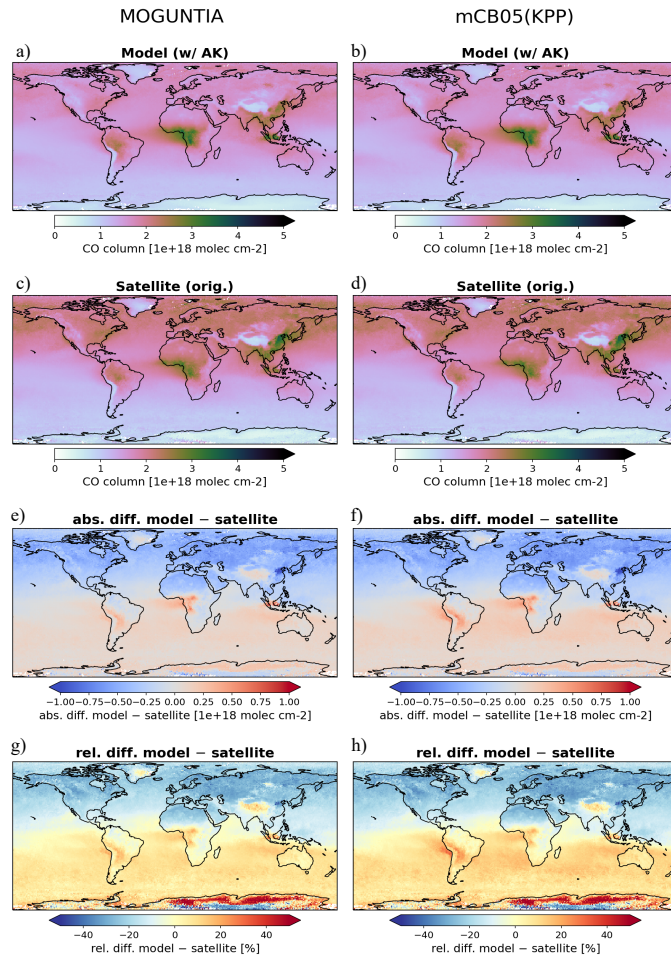 MOGUNTIA mCB05(KPP)
a) b)
Model (w/ AK) Model (w/ AK)
0 1 2 3 4 5 0 1 2 3 4 5
CO column [1e+18 molec cm-2] CO column [1e+18 molec cm-2]
c) d)
Satellite (orig.) Satellite (orig.)
0 1 2 3 4 5 0 1 2 3 4 5
CO column [1e+18 molec cm-2] CO column [1e+18 molec cm-2]
e) f)
abs. diff. model − satellite abs. diff. model − satellite
−1.00 −0.75 −0.50 −0.25 0.00 0.25 0.50 0.75 1.00 −1.00 −0.75 −0.50 −0.25 0.00 0.25 0.50 0.75 1.00
abs. diff. model − satellite [1e+18 molec cm-2] abs. diff. model − satellite [1e+18 molec cm-2]
g) h)
rel. diff. model − satellite rel. diff. model − satellite
−40 −20 0 20 40 −40 −20 0 20 40
rel. diff. model − satellite [%] rel. diff. model − satellite [%]